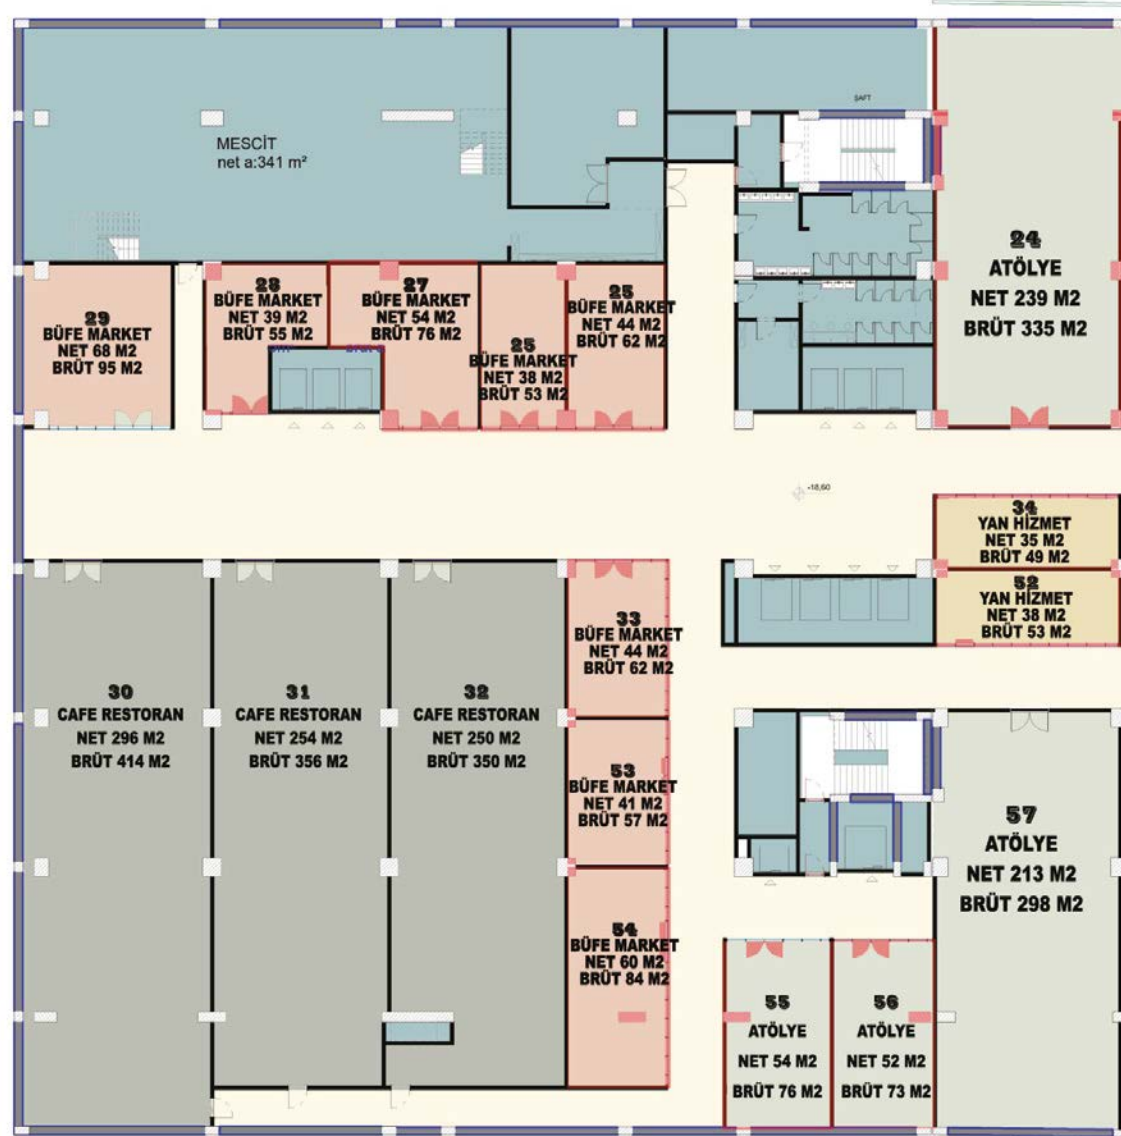 ŞAFT
MESCİT
net a:341 m²
24
ATÖLYE
NET 239 M2
BRÜT 335 M2
29
BÜFE MARKET
NET 68 M2
BRÜT 95 M2
28
BÜFE MARKET
NET 39 M2
BRÜT 55 M2
27
BÜFE MARKET
NET 54 M2
BRÜT 76 M2
25
BÜFE MARKET
NET 38 M2
BRÜT 53 M2
25
BÜFE MARKET
NET 44 M2
BRÜT 62 M2
-18,60
34
YAN HİZMET
NET 35 M2
BRÜT 49 M2
52
YAN HİZMET
NET 38 M2
BRÜT 53 M2
30
CAFE RESTORAN
NET 296 M2
BRÜT 414 M2
31
CAFE RESTORAN
NET 254 M2
BRÜT 356 M2
32
CAFE RESTORAN
NET 250 M2
BRÜT 350 M2
33
BÜFE MARKET
NET 44 M2
BRÜT 62 M2
53
BÜFE MARKET
NET 41 M2
BRÜT 57 M2
54
BÜFE MARKET
NET 60 M2
BRÜT 84 M2
57
ATÖLYE
NET 213 M2
BRÜT 298 M2
55
ATÖLYE
NET 54 M2
BRÜT 76 M2
56
ATÖLYE
NET 52 M2
BRÜT 73 M2